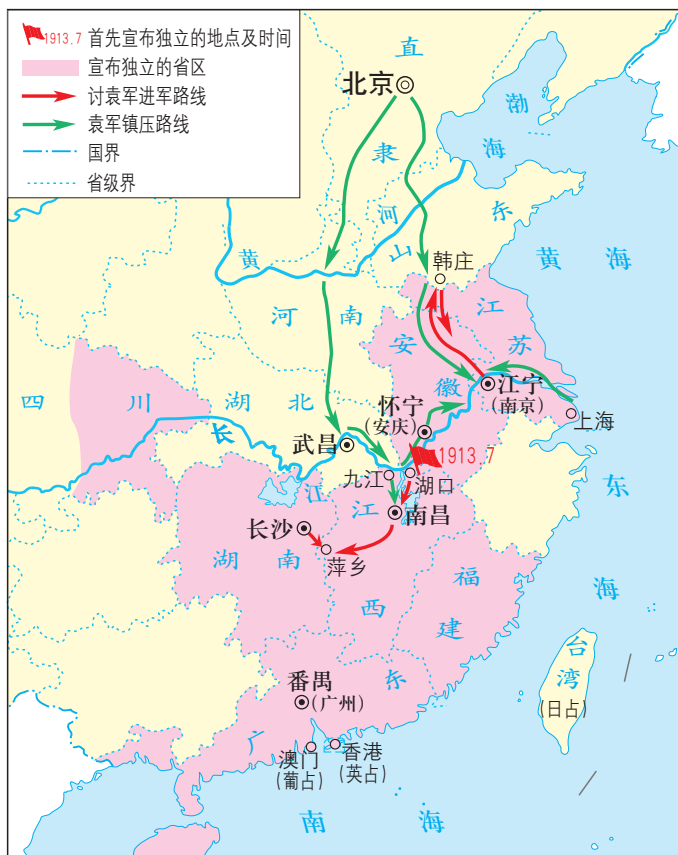 1913.7 首先宣布独立的地点及时间
宣布独立的省区
讨袁军进军路线
袁军镇压路线
国界
省级界
北京
直
隶
渤
海
河
山
东
黄
韩庄
黄海
河南
江
苏
安
徽
江宁
(南京)
上海
怀宁
(安庆)
四川
湖北
长
江
武昌
1913.7
九江
湖口
南昌
江
西
长沙
萍乡
湖南
福
建
东
海
台
湾
(日占)
番禺
(广州)
广
东
澳门
(葡占)
香港
(英占)
南海